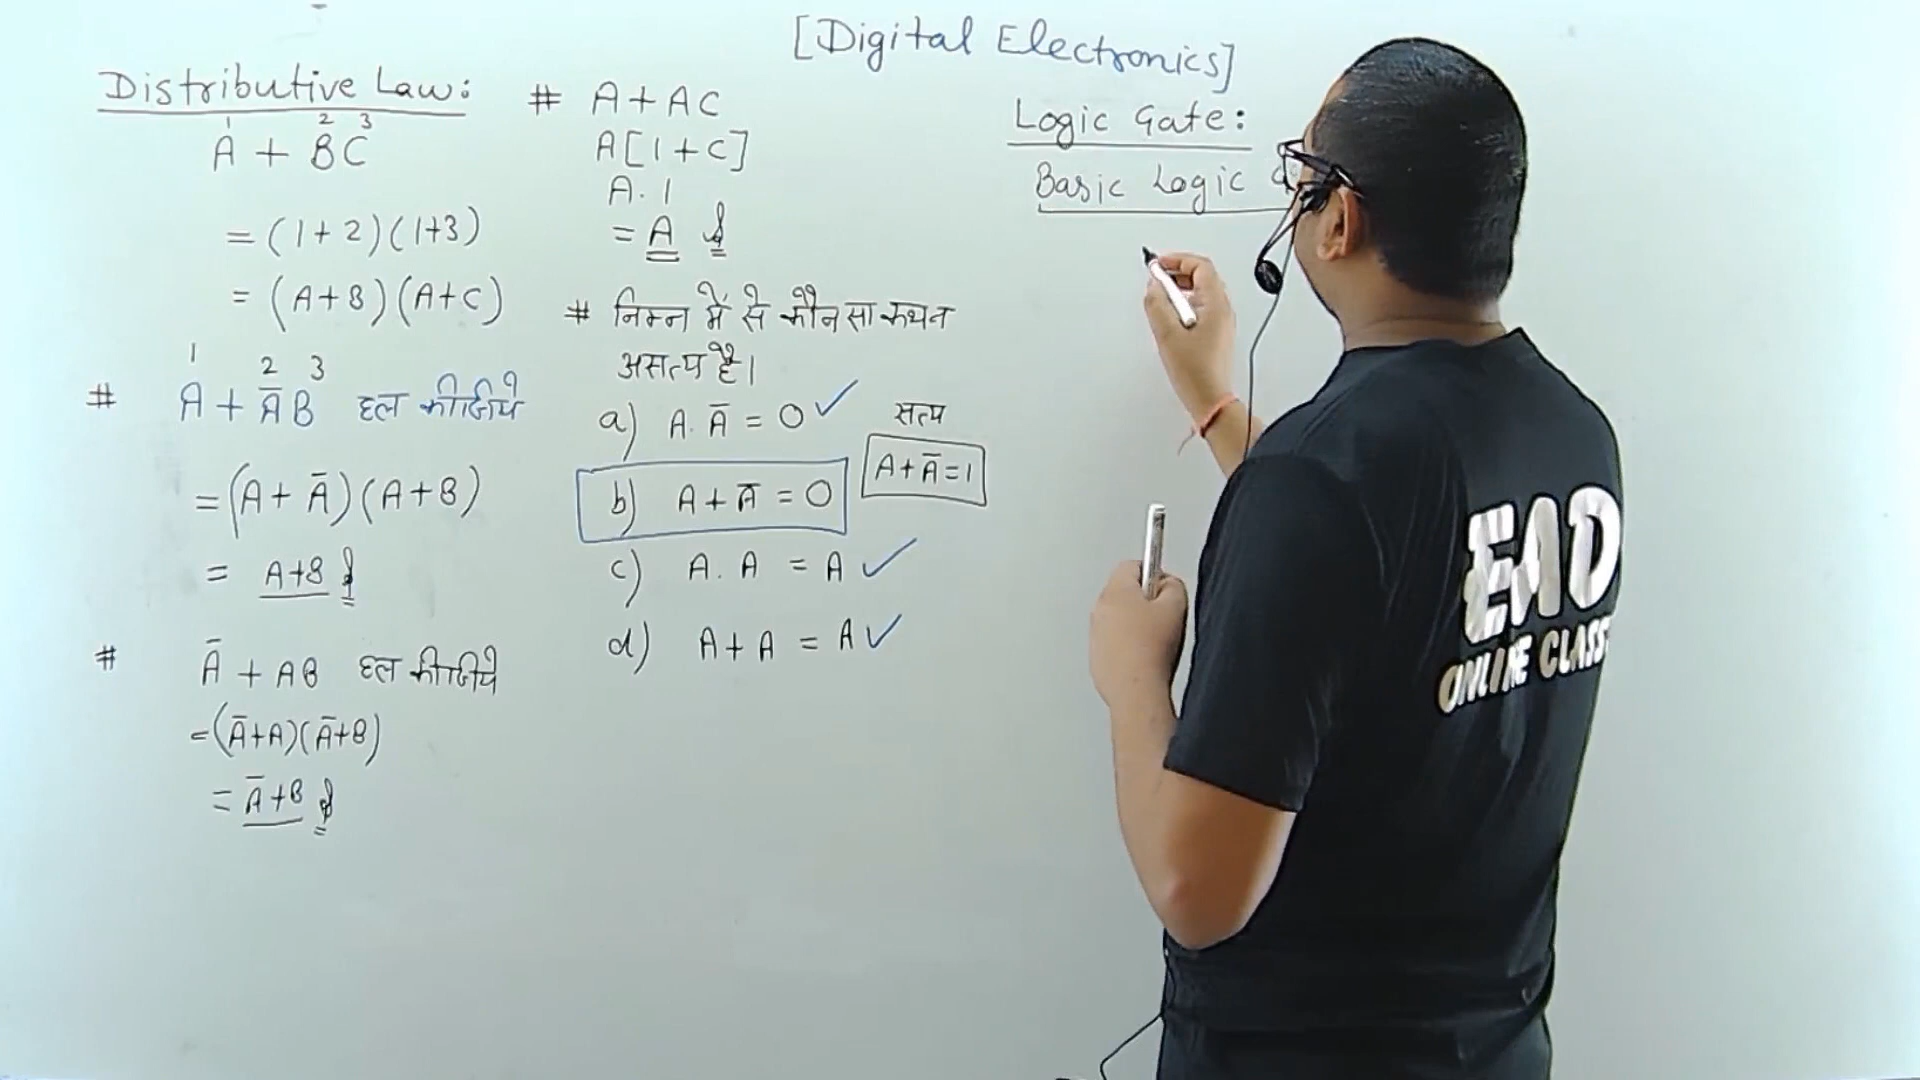 [Digital Electronics]
Distributive Law:
1 2 3
A + BC
= (1+2)(1+3)
= (A+B)(A+C)
1 2 3
# A + A̅B हल कीजिये
= (A + A̅)(A+B)
= A+B
# A̅ + AB हल कीजिये
= (A̅+A)(A̅+B)
= A̅+B
# A + AC
A[1+C]
A.1
= A
# निम्न में से कौनसा कथन
असत्य है।
a) A.A̅ = 0 ✓
b) A + A̅ = 0
सत्य
A+A̅=1
c) A.A = A ✓
d) A+A = A ✓
Logic Gate:
Basic Logic
EAD
ONLINE CLASS